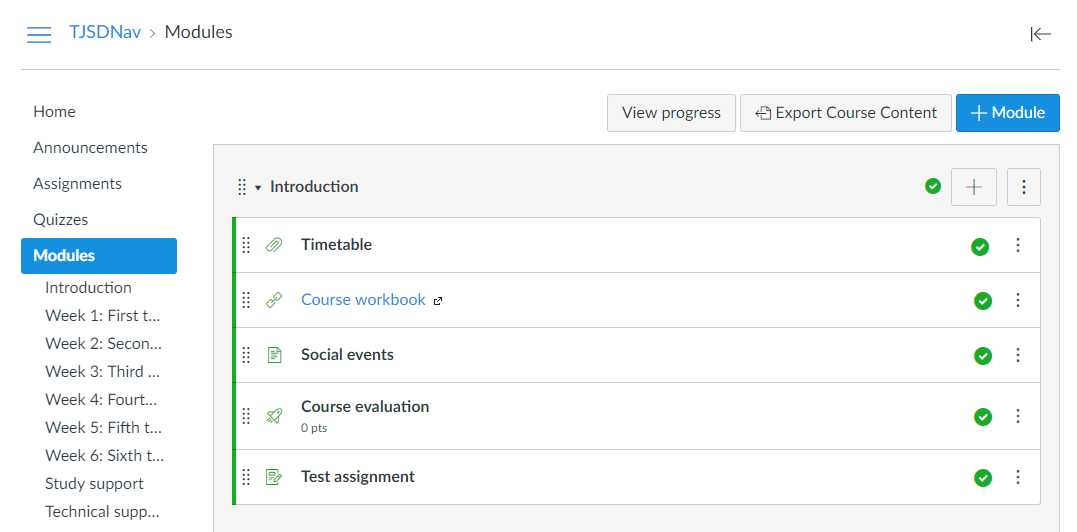 TJSDNav > Modules
Home
Announcements
Assignments
Quizzes
Modules
Introduction
Week 1: First t...
Week 2: Secon...
Week 3: Third ...
Week 4: Fourt...
Week 5: Fifth t...
Week 6: Sixth t...
Study support
Technical supp...
View progress
Export Course Content
+ Module
Introduction
Timetable
Course workbook
Social events
Course evaluation
0 pts
Test assignment